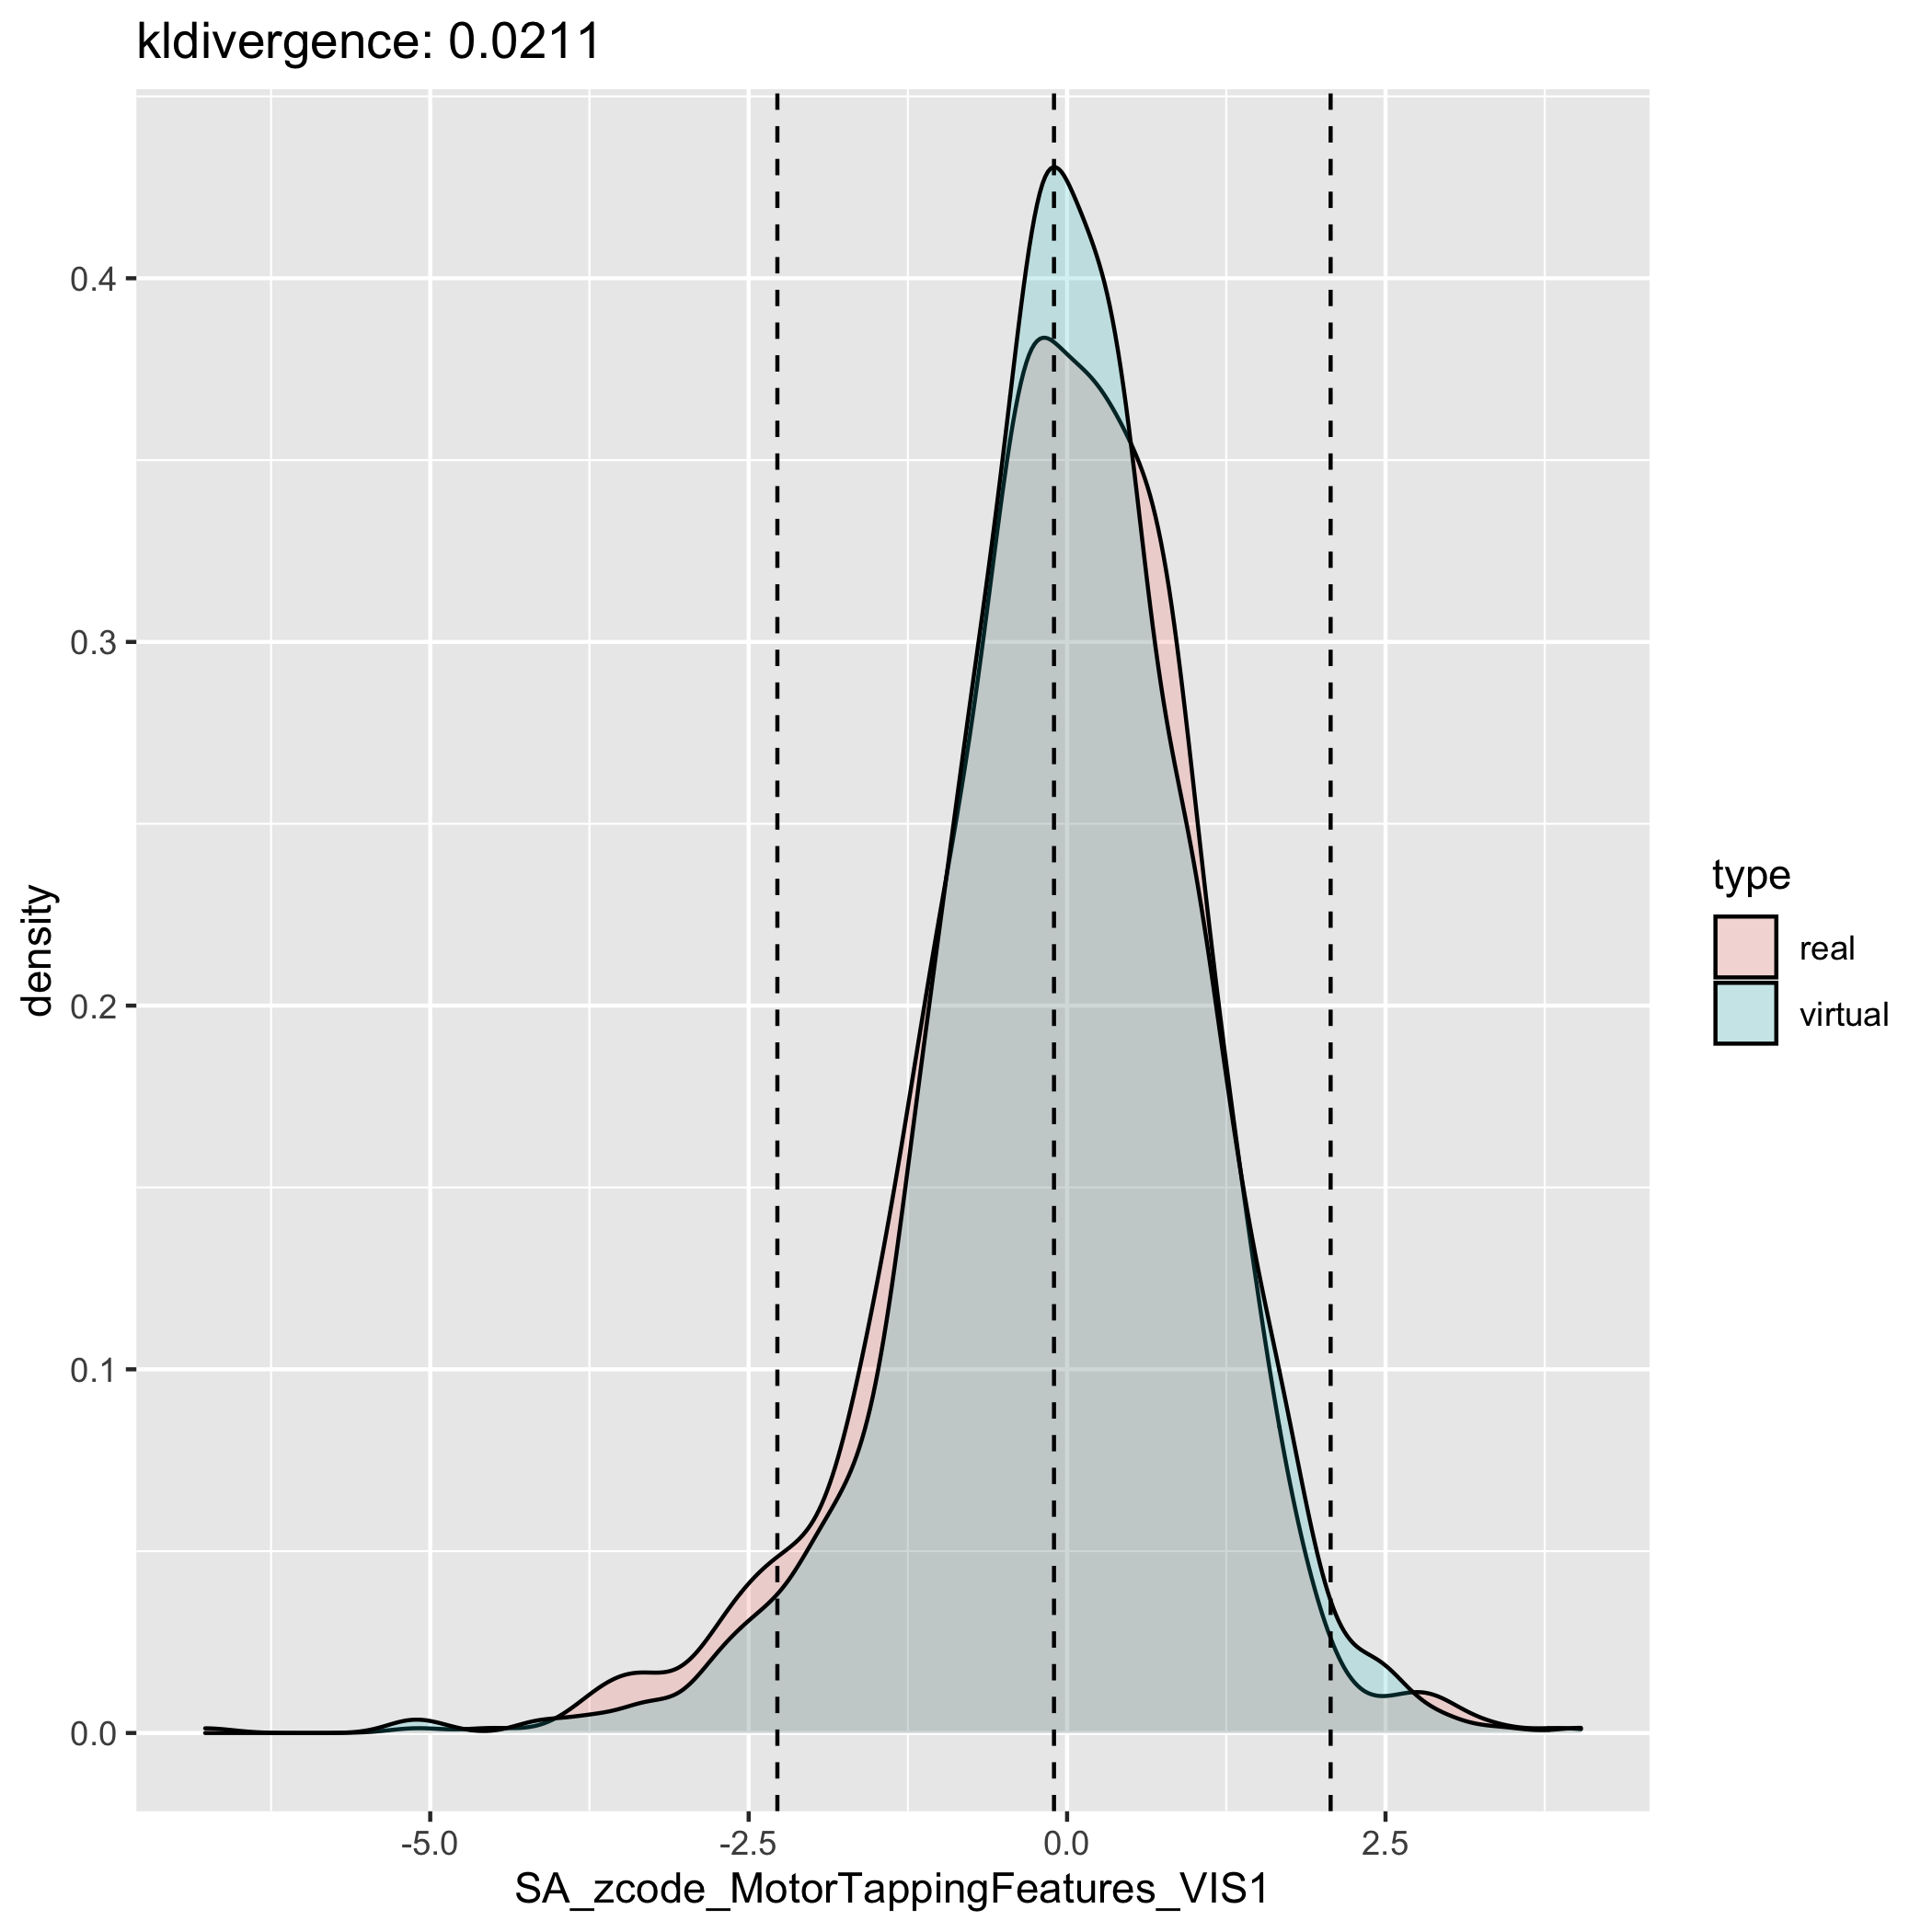 kldivergence: 0.0211
0.4
0.3
0.2
0.1
0.0
density
-5.0 -2.5 0.0 2.5
SA_zcode_MotorTappingFeatures_VIS1
type
real
virtual